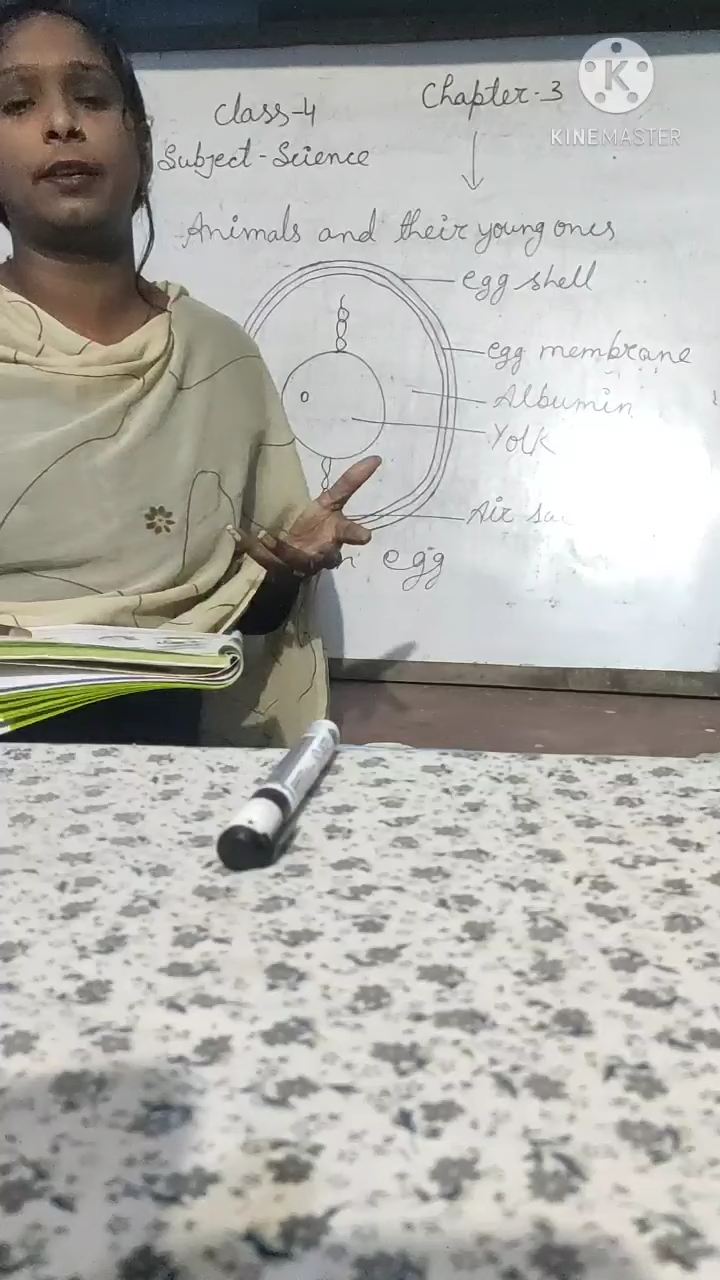 Class-4
Chapter-3
Subject-Science
Animals and their young ones
egg shell
egg membrane
Albumin
Yolk
Air
egg
K
KINEMASTER